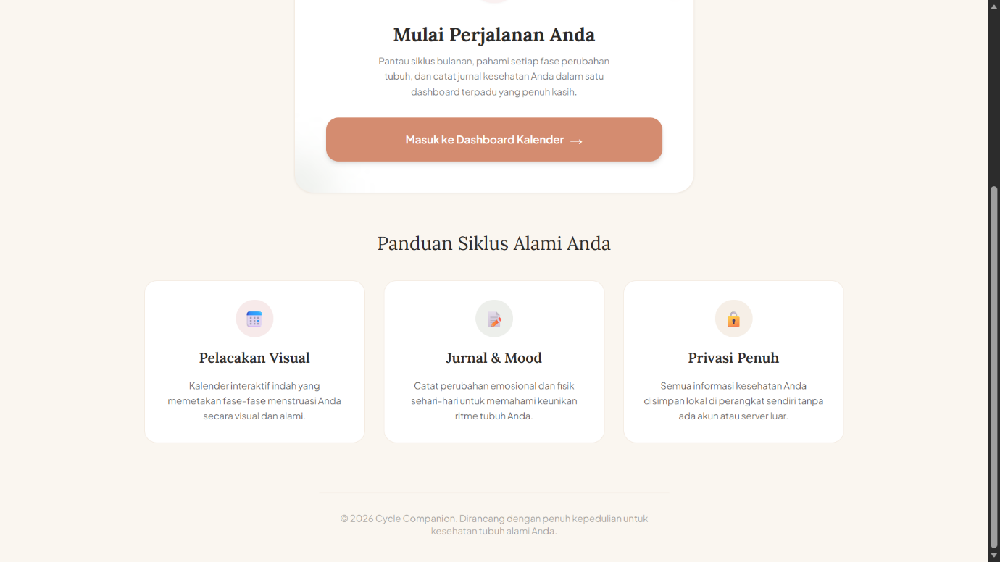 Mulai Perjalanan Anda
Pantau siklus bulanan, pahami setiap fase perubahan
tubuh, dan catat jurnal kesehatan Anda dalam satu
dashboard terpadu yang penuh kasih.
Masuk ke Dashboard Kalender →
Panduan Siklus Alami Anda
Pelacakan Visual
Kalender interaktif indah yang
memetakan fase-fase menstruasi Anda
secara visual dan alami.
Jurnal & Mood
Catat perubahan emosional dan fisik
sehari-hari untuk memahami keunikan
ritme tubuh Anda.
Privasi Penuh
Semua informasi kesehatan Anda
disimpan lokal di perangkat sendiri tanpa
ada akun atau server luar.
© 2026 Cycle Companion. Dirancang dengan penuh kepedulian untuk
kesehatan tubuh alami Anda.